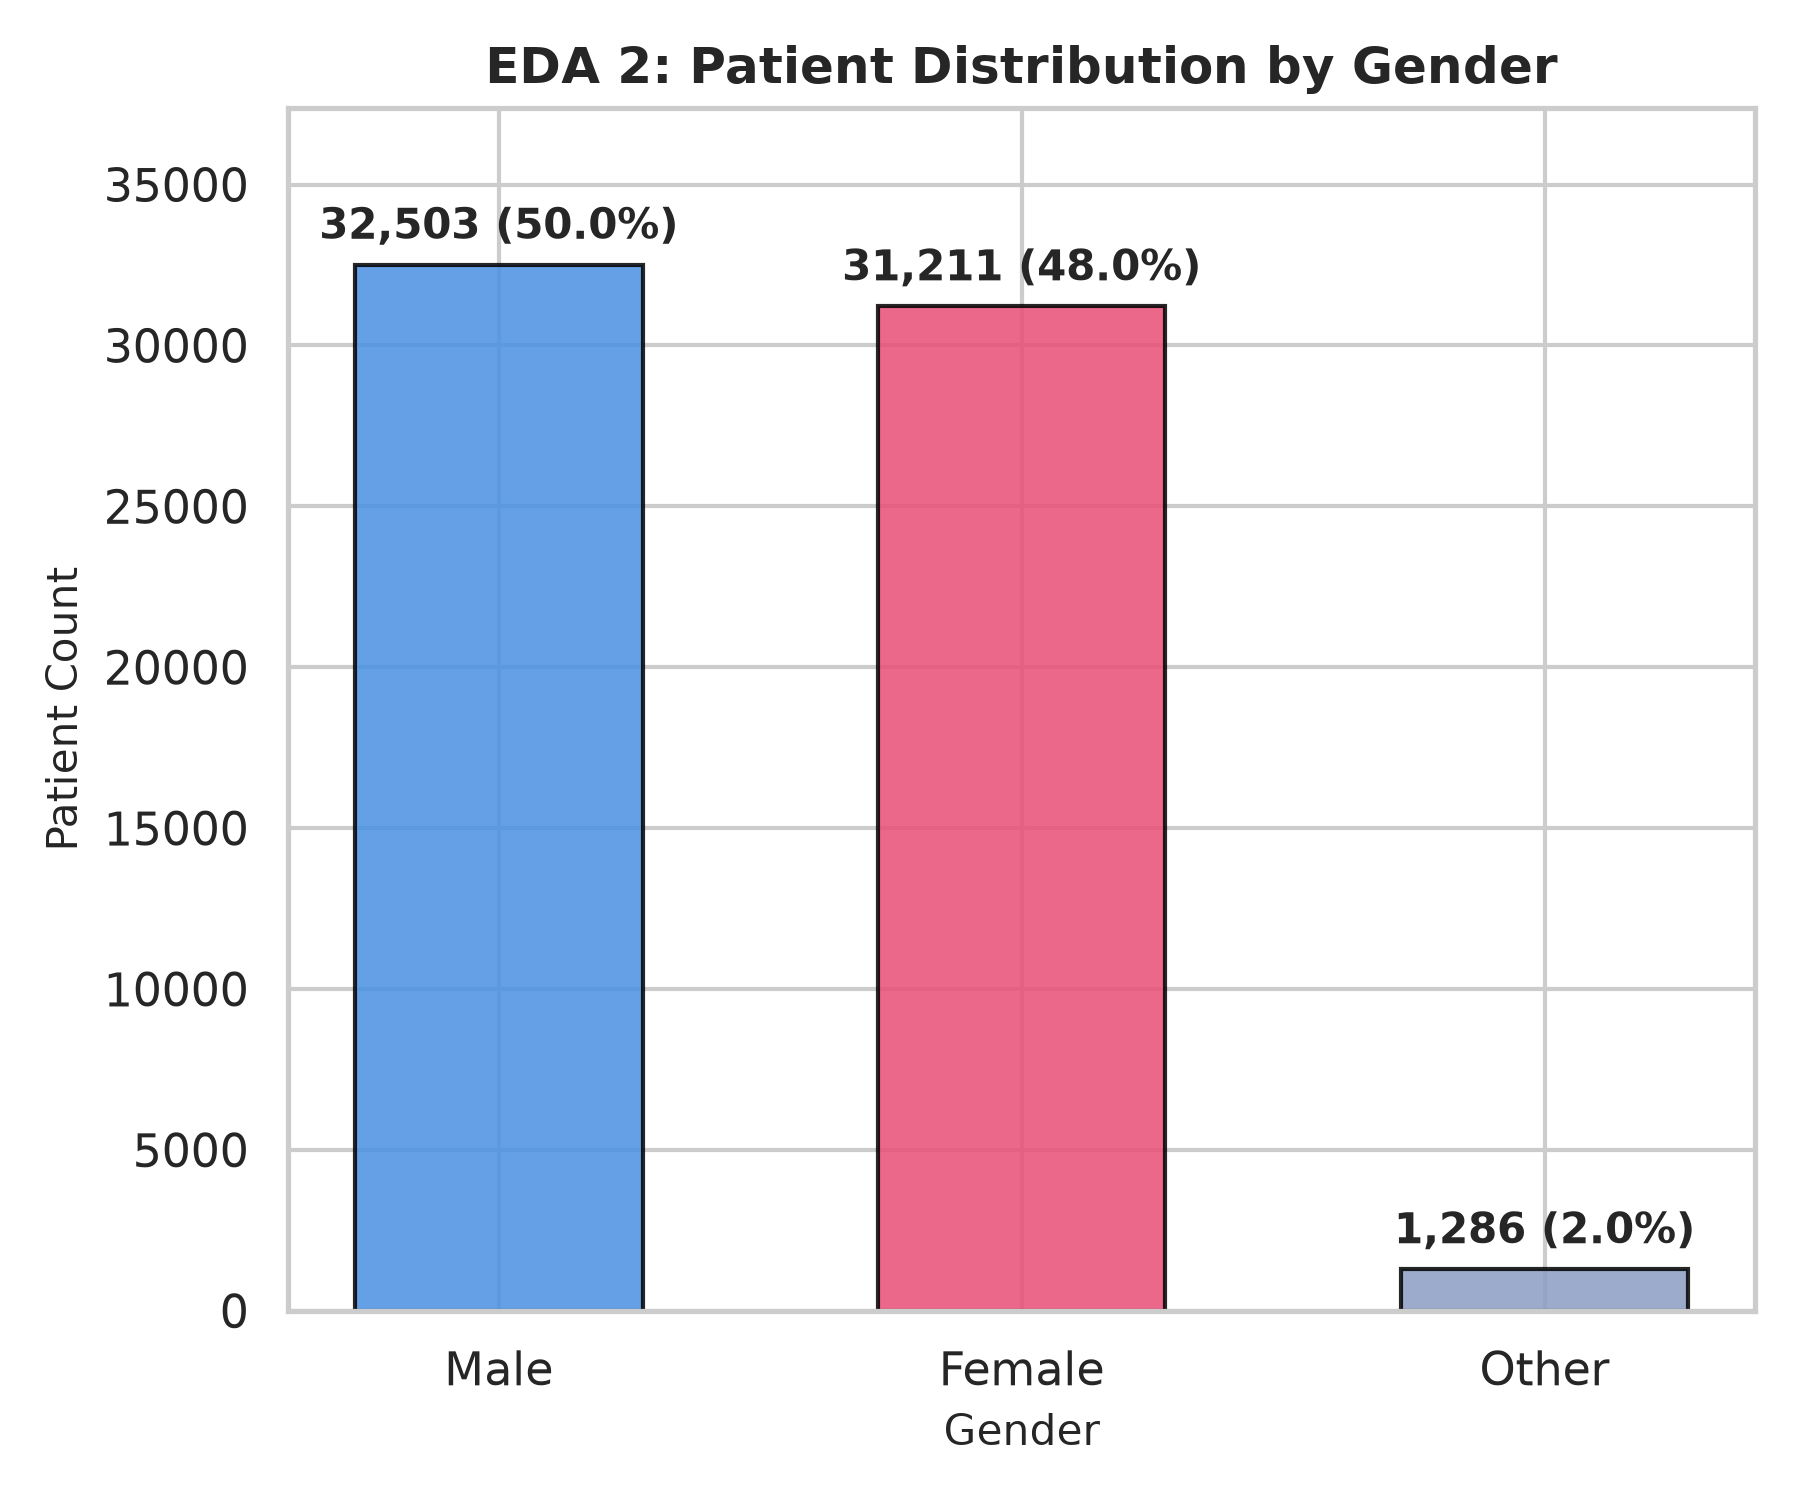 EDA 2: Patient Distribution by Gender
35000
30000
25000
20000
15000
10000
5000
0
Patient Count
32,503 (50.0%)
31,211 (48.0%)
1,286 (2.0%)
Male
Female
Other
Gender